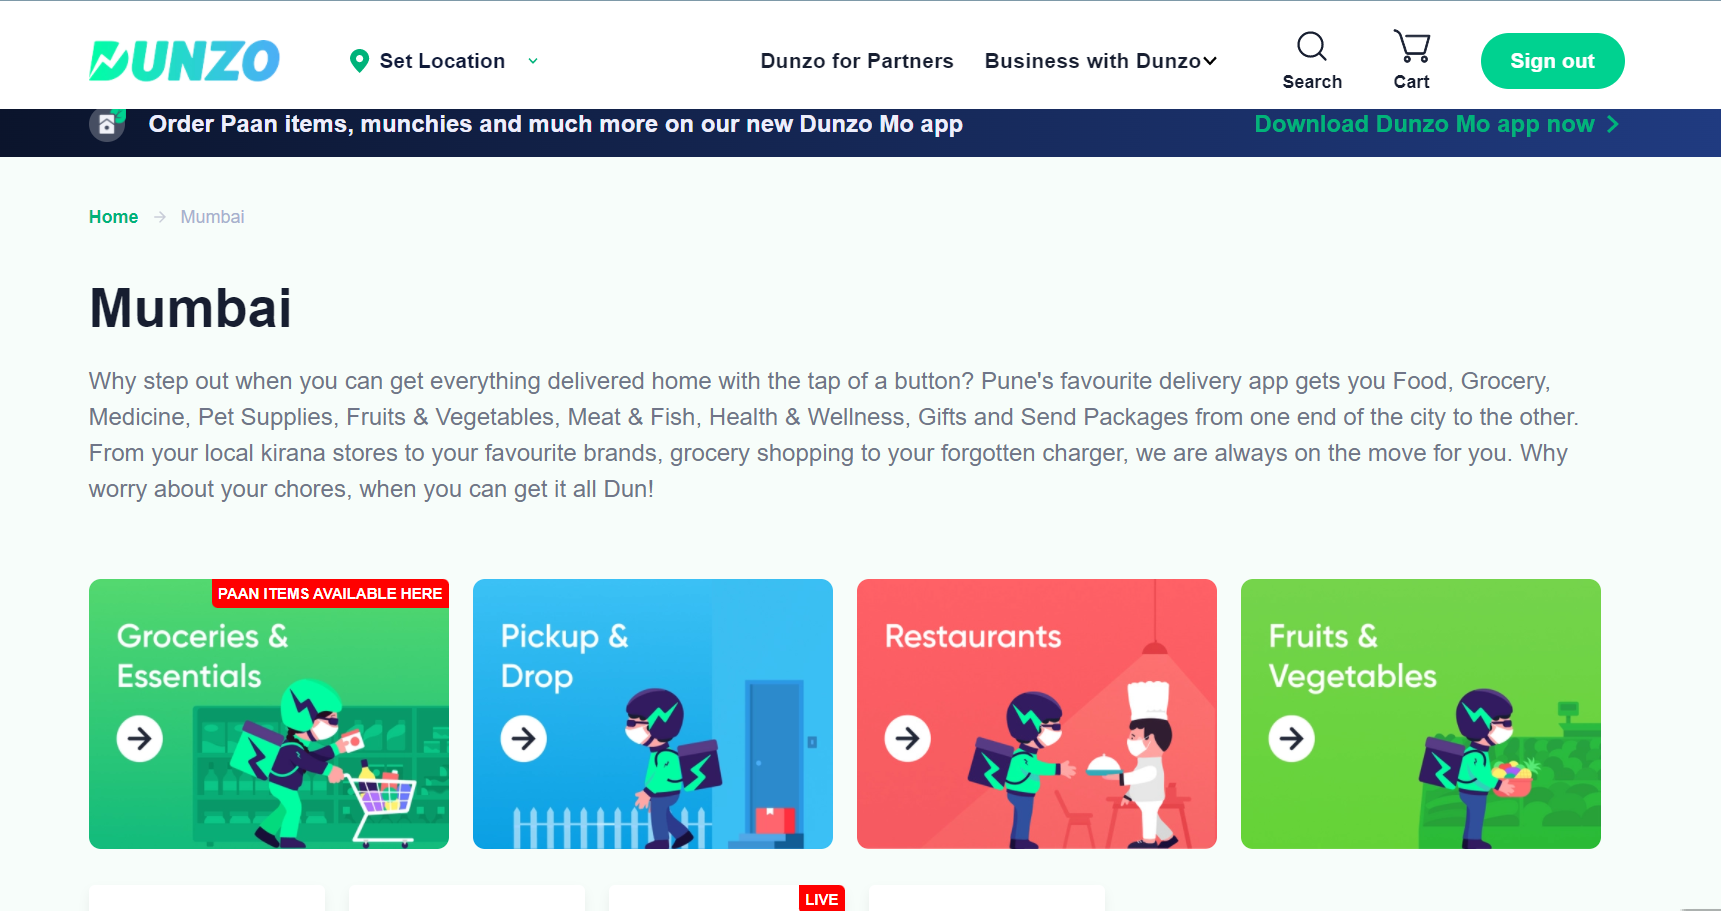 DUNZO
Set Location
Dunzo for Partners
Business with Dunzo
Search
Cart
Sign out
Order Paan items, munchies and much more on our new Dunzo Mo app
Download Dunzo Mo app now
Home
Mumbai
Mumbai
Why step out when you can get everything delivered home with the tap of a button? Pune's favourite delivery app gets you Food, Grocery,
Medicine, Pet Supplies, Fruits & Vegetables, Meat & Fish, Health & Wellness, Gifts and Send Packages from one end of the city to the other.
From your local kirana stores to your favourite brands, grocery shopping to your forgotten charger, we are always on the move for you. Why
worry about your chores, when you can get it all Dun!
PAAN ITEMS AVAILABLE HERE
Groceries &
Essentials
Pickup &
Drop
Restaurants
Fruits &
Vegetables
LIVE